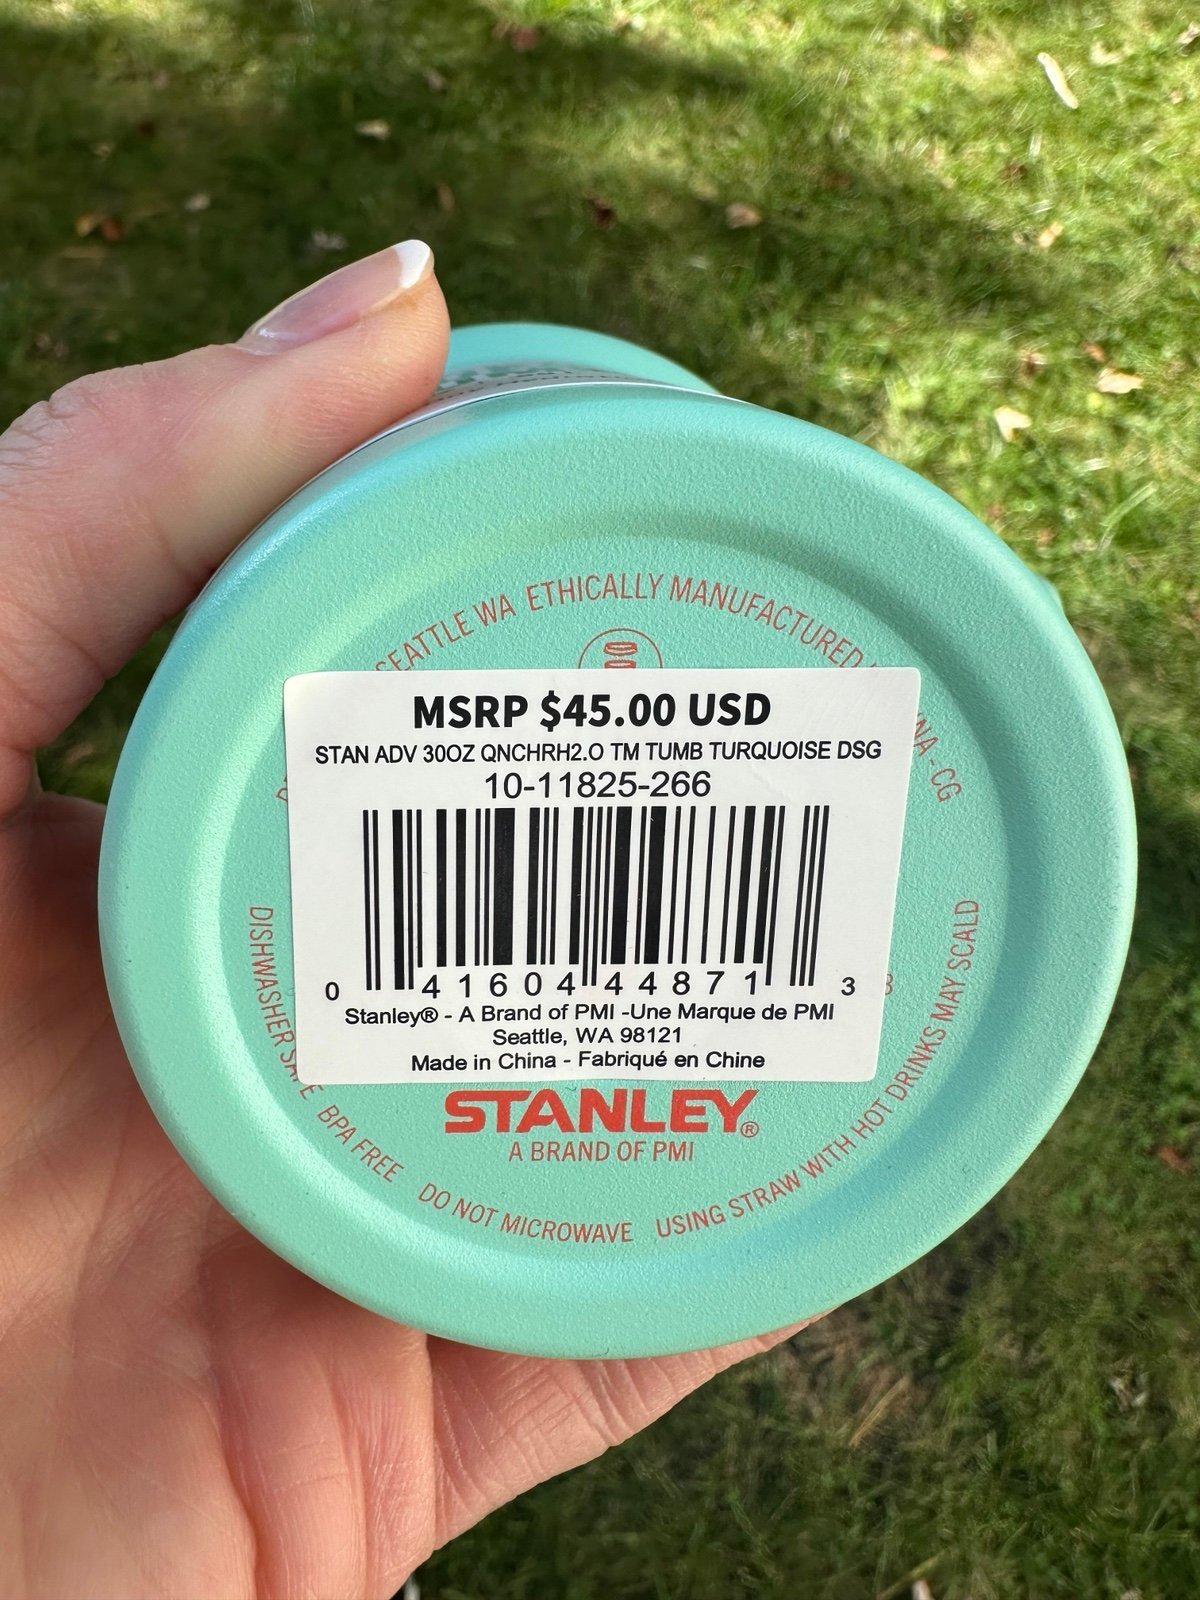 SEATTLE WA ETHICALLY MANUFACTURED
CG
MSRP $45.00 USD
STAN ADV 30OZ QNCHRH2.O TM TUMB TURQUOISE DSG
10-11825-266
0 41604 44871 3
Stanley® - A Brand of PMI -Une Marque de PMI
Seattle, WA 98121
Made in China - Fabriqué en Chine
STANLEY®
A BRAND OF PMI
DISHWASHER SAFE BPA FREE DO NOT MICROWAVE USING STRAW WITH HOT DRINKS MAY SCALD